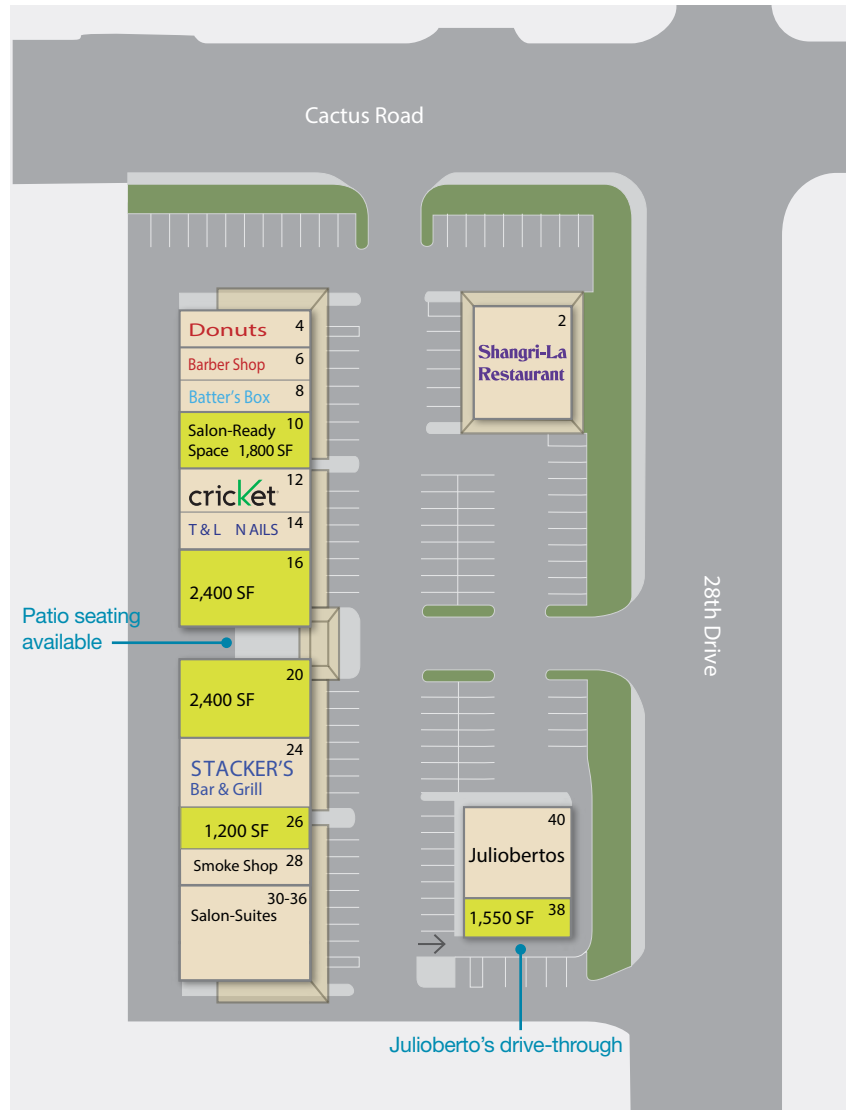 Cactus Road
Donuts 4
Barber Shop 6
Batter's Box 8
Salon-Ready 10
Space 1,800 SF
12
cricket
T & L N AILS 14
16
2,400 SF
Patio seating
available
20
2,400 SF
24
STACKER'S
Bar & Grill
1,200 SF 26
Smoke Shop 28
30-36
Salon-Suites
2
Shangri-La
Restaurant
28th Drive
40
Juliobertos
1,550 SF 38
Julioberto's drive-through